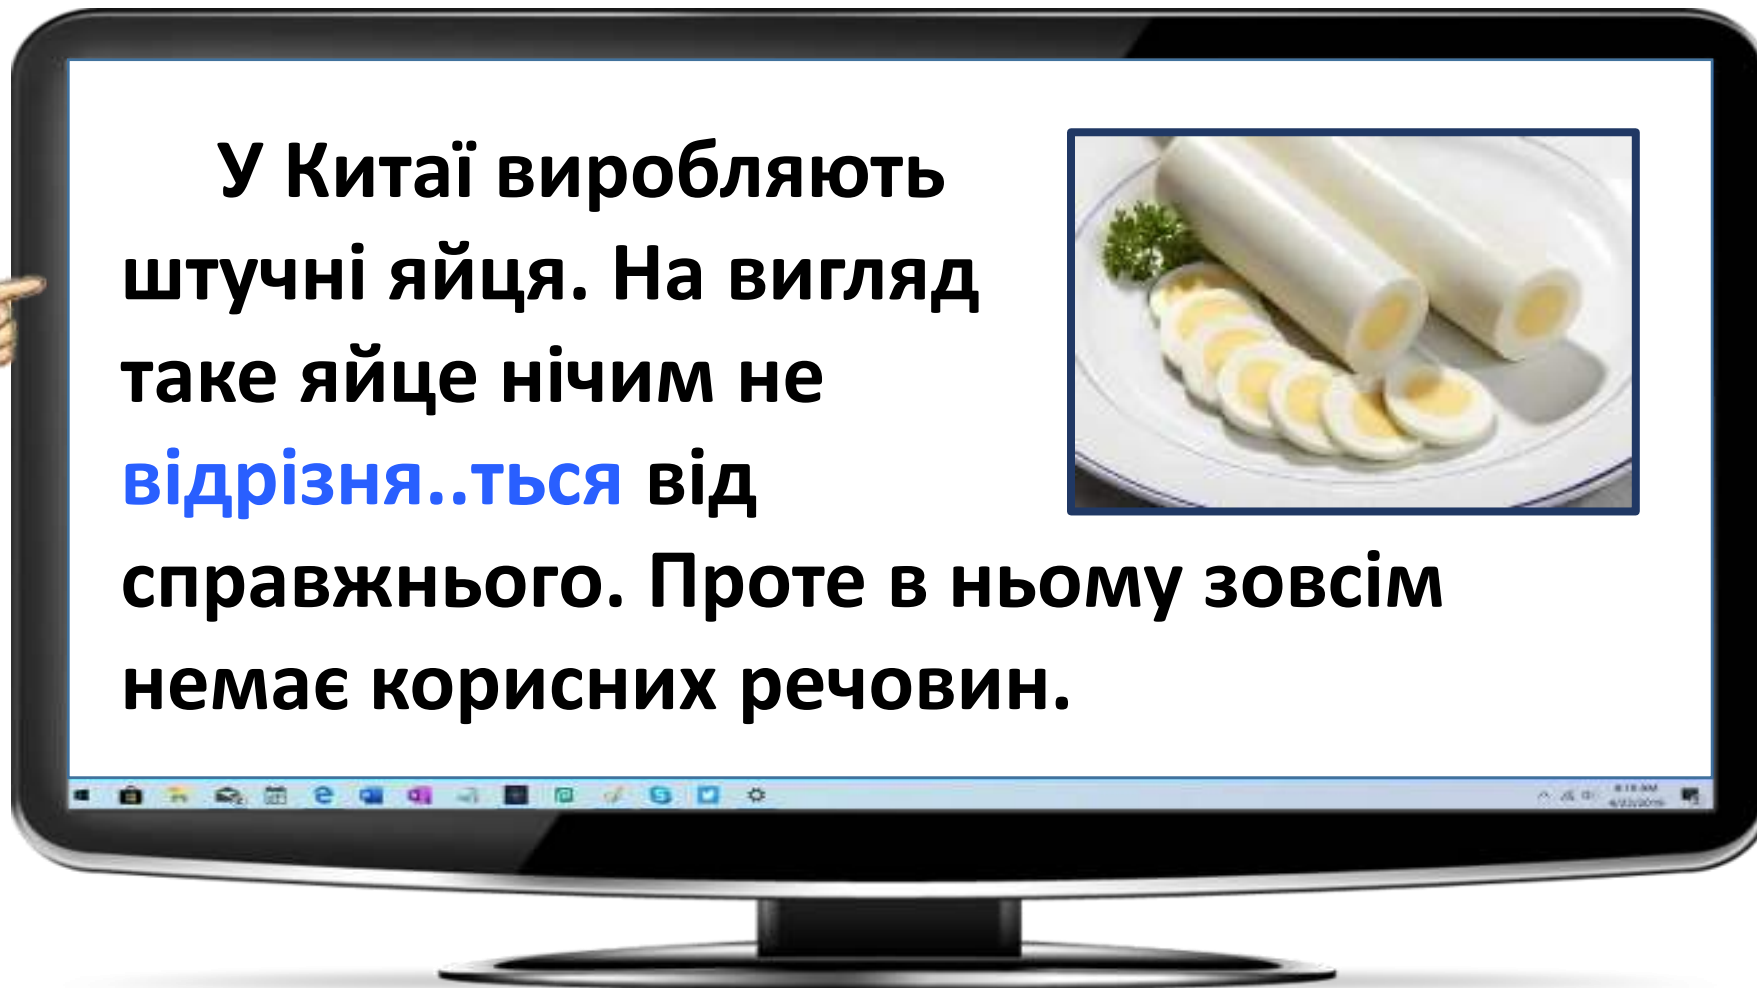 У Китаї виробляють
штучні яйця. На вигляд
таке яйце нічим не
відрізня..ться від
справжнього. Проте в ньому зовсім
немає корисних речовин.